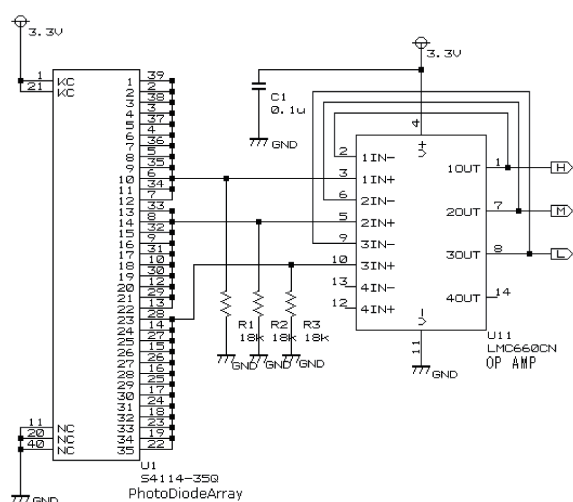 3.3V
3.3V
1 KC 1 39
21 KC 2 2
3 38
4 3
5 37
6 4
7 36
8 5
9 35
10 6
11 34
12 7
13 33
14 8
15 32
16 9
17 31
18 10
19 30
20 12
21 29
22 13
23 28
24 14
25 27
26 15
27 26
28 16
29 25
30 17
31 24
11 NC 32 18
20 NC 33 23
40 NC 34 19
35 22
U1
S4114-35Q
PhotoDiodeArray
GND
C1
0.1u
GND
R1 R2 R3
18k 18k 18k
GND GND GND
4
V+
2 1IN- 1OUT 1 H
3 1IN+
6 2IN- 2OUT 7 M
5 2IN+
9 3IN- 3OUT 8 L
10 3IN+
13 4IN- 4OUT 14
12 4IN+
V-
11
GND
U11
LMC660CN
OP AMP